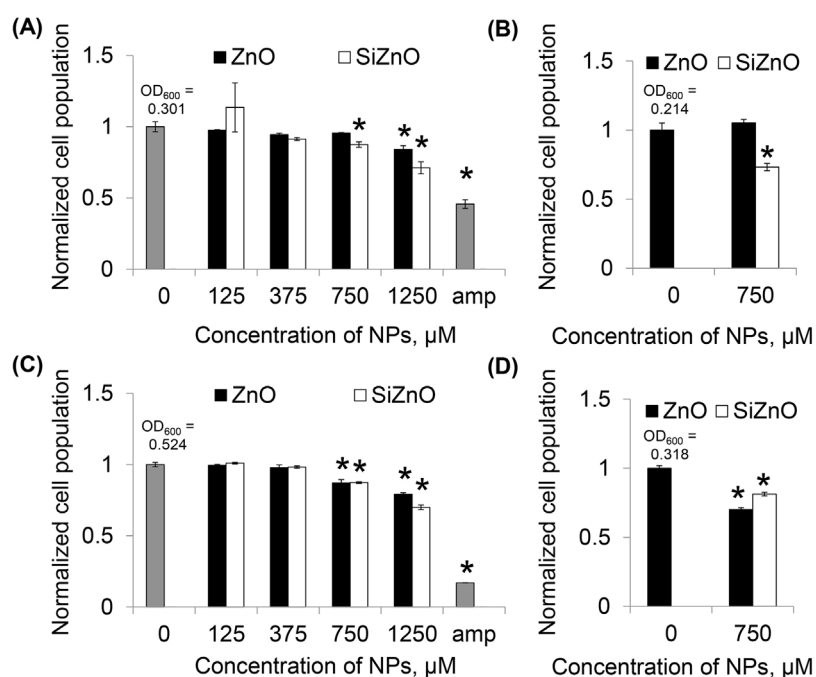 (A)
Normalized cell population
1.5
1
0.5
0
ZnO SiZnO
OD600 =
0.301
* * * *
0 125 375 750 1250 amp
Concentration of NPs, µM
(B)
Normalized cell population
1.5
1
0.5
0
ZnO SiZnO
OD600 =
0.214
*
0 750
Concentration of NPs, µM
(C)
Normalized cell population
1.5
1
0.5
0
ZnO SiZnO
OD600 =
0.524
* * * * *
0 125 375 750 1250 amp
Concentration of NPs, µM
(D)
Normalized cell population
1.5
1
0.5
0
ZnO SiZnO
OD600 =
0.318
* *
0 750
Concentration of NPs, µM